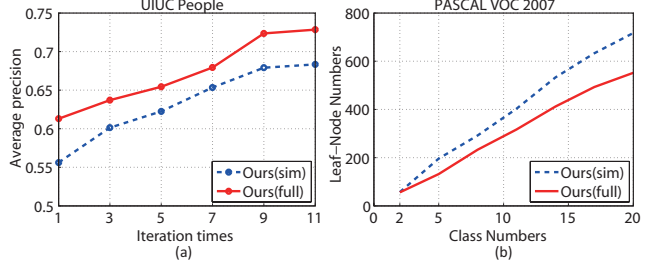 UIUC People
0.75
0.7
0.65
0.6
0.55
0.5
Average precision
Ours(sim)
Ours(full)
1 3 5 7 9 11
Iteration times
(a)
PASCAL VOC 2007
800
600
400
200
0
Leaf-Node Numbers
Ours(sim)
Ours(full)
0 2 5 10 15 20
Class Numbers
(b)